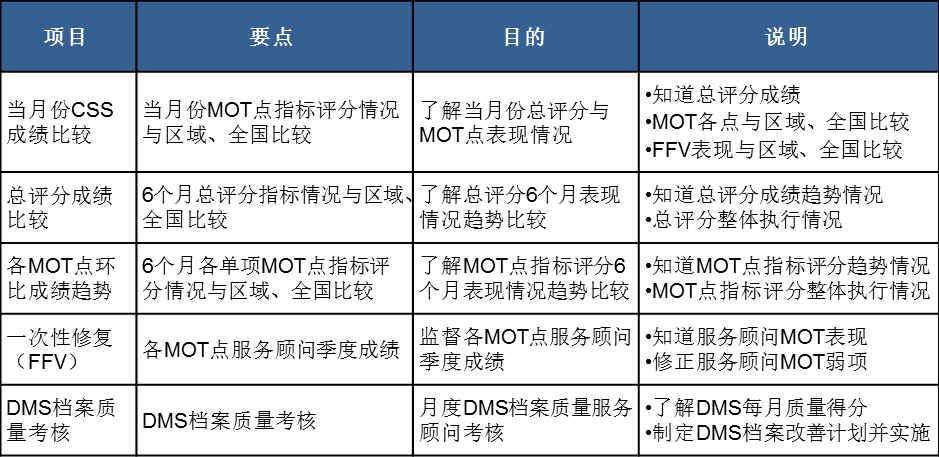 项目
要点
目的
说明
当月份CSS
成绩比较
当月份MOT点指标评分情况
与区域、全国比较
了解当月份总评分与
MOT点表现情况
•知道总评分成绩
•MOT各点与区域、全国比较
•FFV表现与区域、全国比较
总评分成绩
比较
6个月总评分指标情况与区域、
全国比较
了解总评分6个月表现
情况趋势比较
•知道总评分成绩趋势情况
•总评分整体执行情况
各MOT点环
比成绩趋势
6个月各单项MOT点指标评
分情况与区域、全国比较
了解MOT点指标评分6
个月表现情况趋势比较
•知道MOT点指标评分趋势情况
•MOT点指标评分整体执行情况
一次性修复
（FFV）
各MOT点服务顾问季度成绩
监督各MOT点服务顾问
季度成绩
•知道服务顾问MOT表现
•修正服务顾问MOT弱项
DMS档案质
量考核
DMS档案质量考核
月度DMS档案质量服务
顾问考核
•了解DMS每月质量得分
•制定DMS档案改善计划并实施